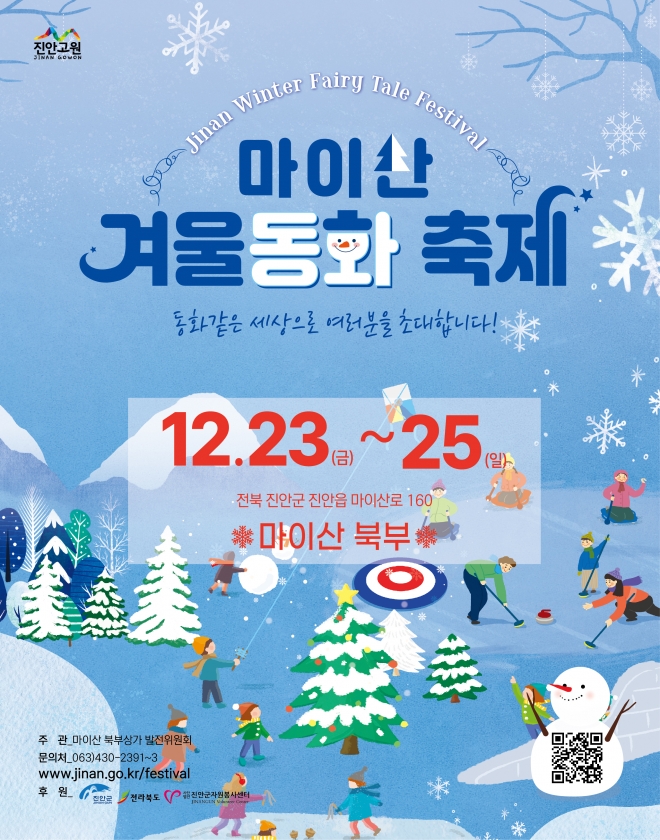 진안고원
JINAN GOWON
Jinan Winter Fairy Tale Festival
마이산
겨울동화 축제
동화같은 세상으로 여러분을 초대합니다!
12.23(금) ~25(일)
전북 진안군 진안읍 마이산로 160
마이산 북부
주 관_마이산 북부상가 발전위원회
문의처_063)430-2391~3
www.jinan.go.kr/festival
후 원_ 진안군 전라북도 진안군자원봉사센터